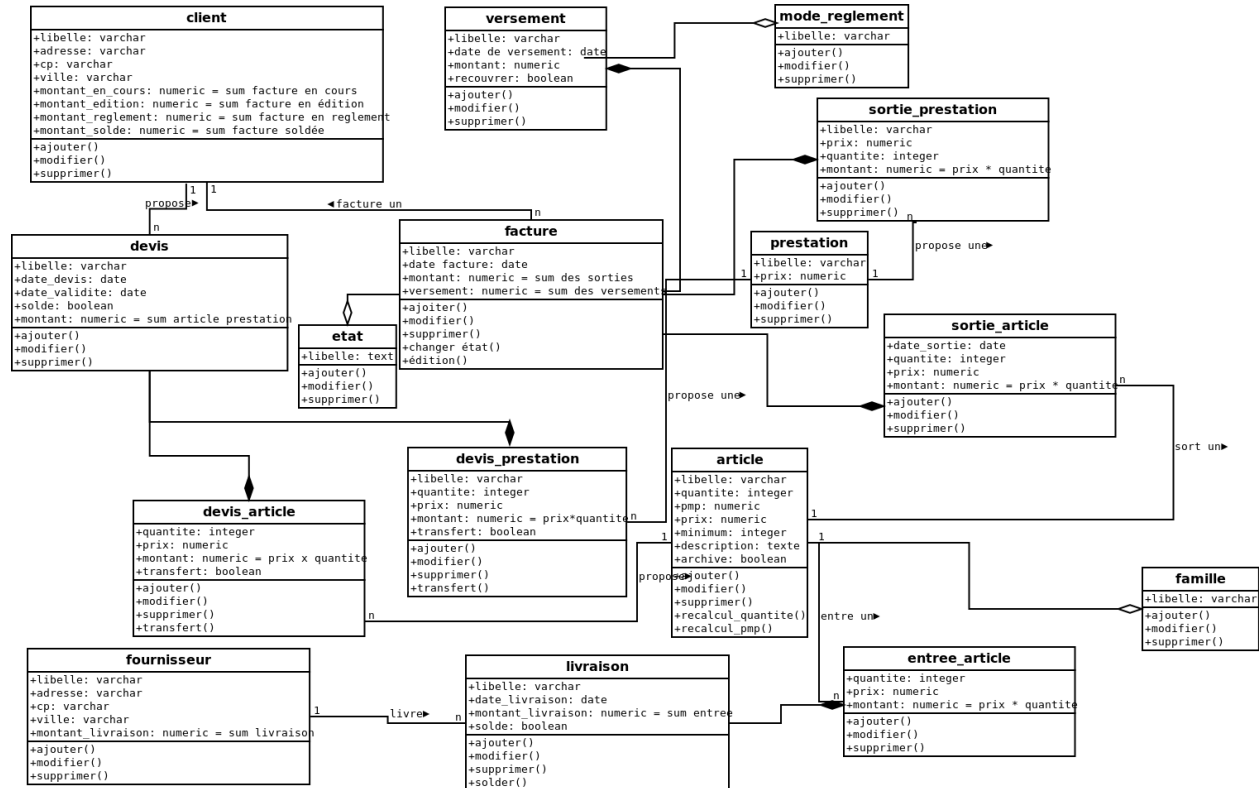 client
+libelle: varchar
+adresse: varchar
+cp: varchar
+ville: varchar
+montant_en_cours: numeric = sum facture en cours
+montant_edition: numeric = sum facture en édition
+montant_reglement: numeric = sum facture en reglement
+montant_solde: numeric = sum facture soldée
+ajouter()
+modifier()
+supprimer()
versement
+libelle: varchar
+date de versement: date
+montant: numeric
+recouvrer: boolean
+ajouter()
+modifier()
+supprimer()
mode_reglement
+libelle: varchar
+ajouter()
+modifier()
+supprimer()
sortie_prestation
+libelle: varchar
+prix: numeric
+quantite: integer
+montant: numeric = prix * quantite
+ajouter()
+modifier()
+supprimer()
n
1
1
propose►
◄facture un
n
n
devis
+libelle: varchar
+date_devis: date
+date_validite: date
+solde: boolean
+montant: numeric = sum article prestation
+ajouter()
+modifier()
+supprimer()
facture
+libelle: varchar
+date facture: date
+montant: numeric = sum des sorties
+versement: numeric = sum des versements
+ajoiter()
+modifier()
+supprimer()
+changer état()
+édition()
prestation
+libelle: varchar
+prix: numeric
+ajouter()
+modifier()
+supprimer()
1
1
propose une►
etat
+libelle: text
+ajouter()
+modifier()
+supprimer()
sortie_article
+date_sortie: date
+quantite: integer
+prix: numeric
+montant: numeric = prix * quantite
+ajouter()
+modifier()
+supprimer()
n
propose une►
sort un►
devis_prestation
+libelle: varchar
+quantite: integer
+prix: numeric
+montant: numeric = prix*quantite
+transfert: boolean
+ajouter()
+modifier()
+supprimer()
+transfert()
n
article
+libelle: varchar
+quantite: integer
+pmp: numeric
+prix: numeric
+minimum: integer
+description: texte
+archive: boolean
+ajouter()
+modifier()
+supprimer()
+recalcul_quantite()
+recalcul_pmp()
1
1
1
propose►
entre un►
devis_article
+quantite: integer
+prix: numeric
+montant: numeric = prix x quantite
+transfert: boolean
+ajouter()
+modifier()
+supprimer()
+transfert()
n
famille
+libelle: varchar
+ajouter()
+modifier()
+supprimer()
fournisseur
+libelle: varchar
+adresse: varchar
+cp: varchar
+ville: varchar
+montant_livraison: numeric = sum livraison
+ajouter()
+modifier()
+supprimer()
1
livre►
n
livraison
+libelle: varchar
+date_livraison: date
+montant_livraison: numeric = sum entree
+solde: boolean
+ajouter()
+modifier()
+supprimer()
+solder()
entree_article
+quantite: integer
+prix: numeric
+montant: numeric = prix * quantite
+ajouter()
+modifier()
+supprimer()
n